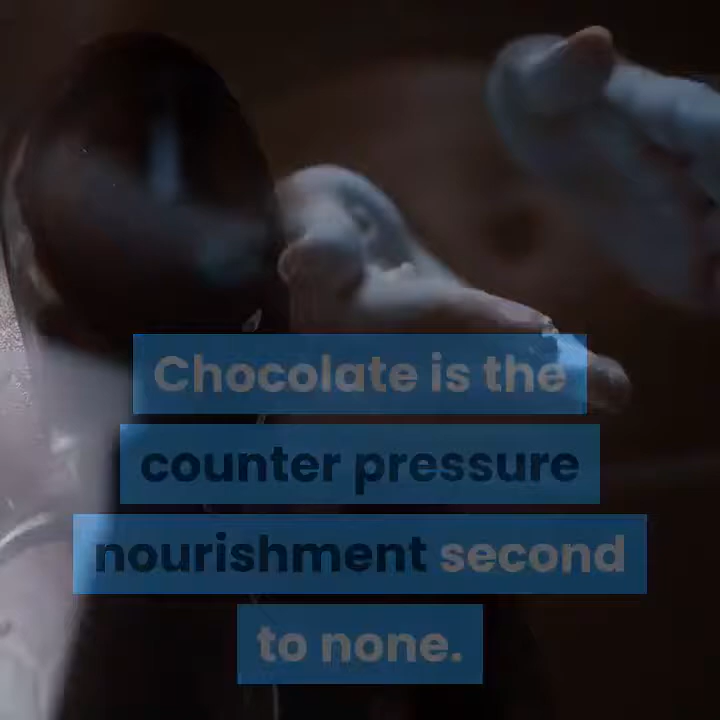 Chocolate is the
counter pressure
nourishment second
to none.